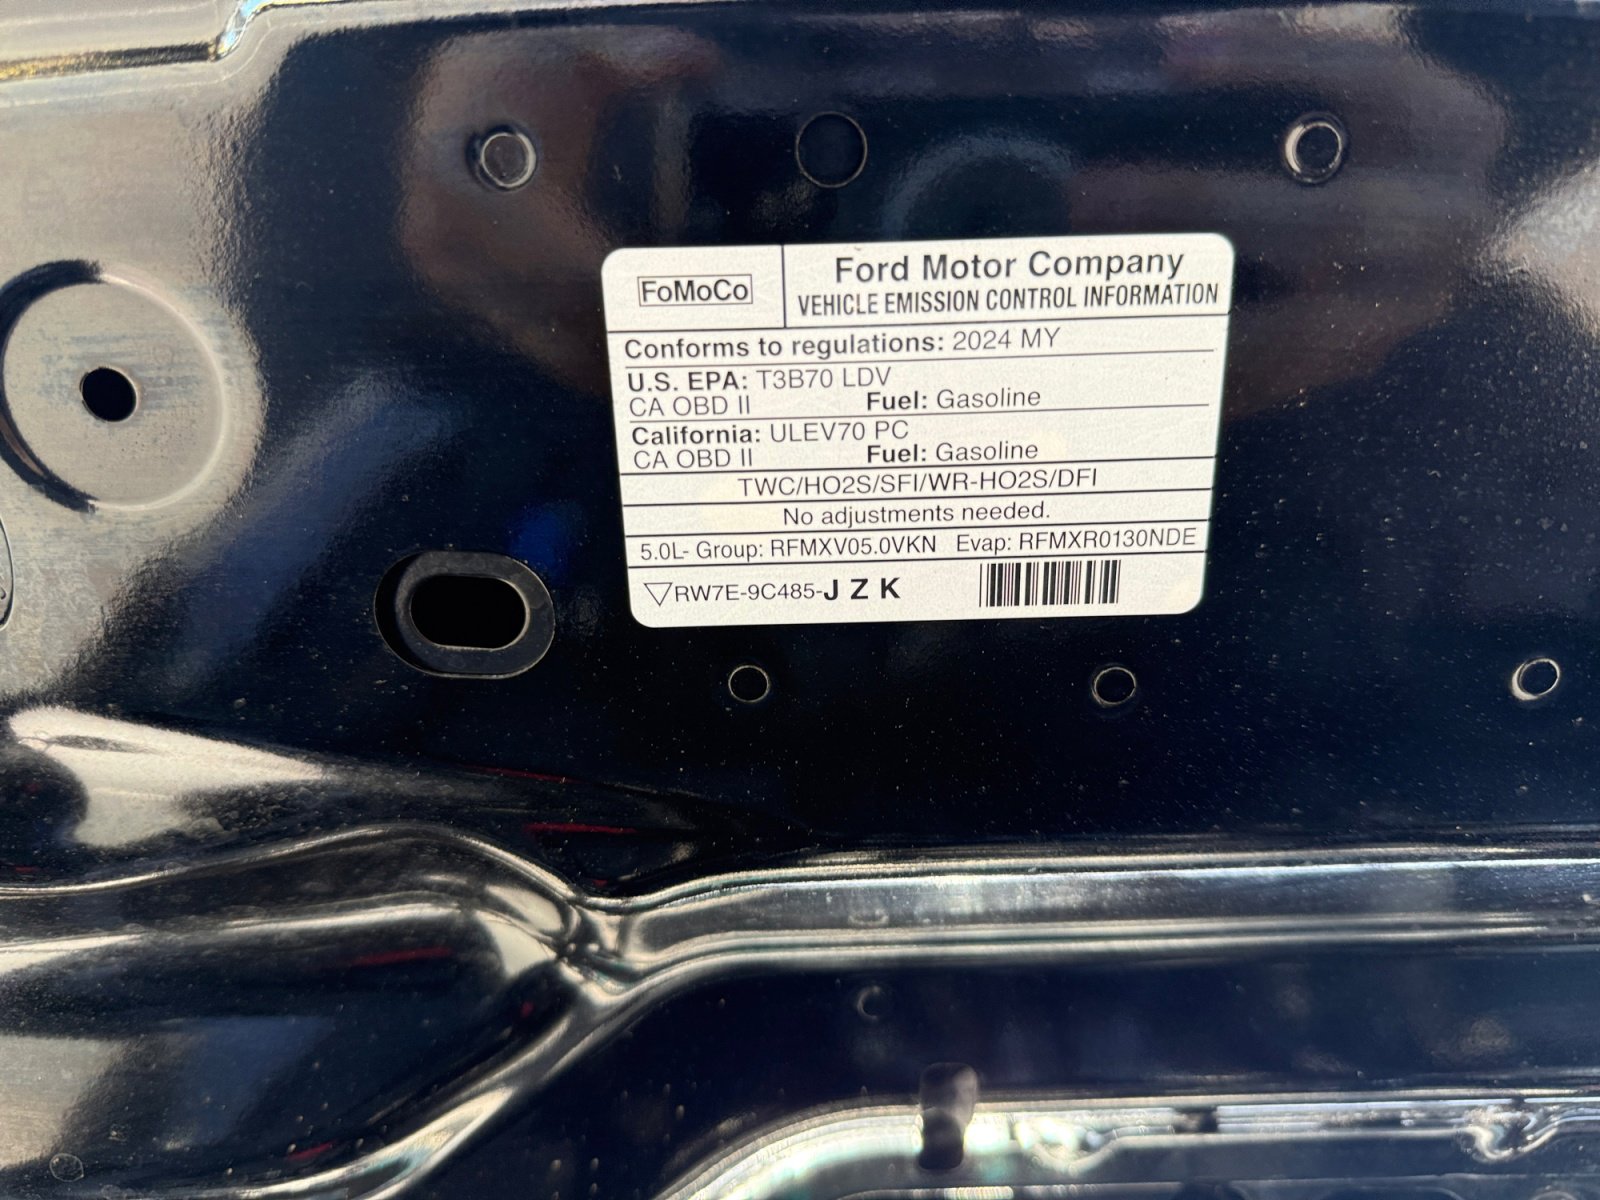 FoMoCo
Ford Motor Company
VEHICLE EMISSION CONTROL INFORMATION
Conforms to regulations: 2024 MY
U.S. EPA: T3B70 LDV
CA OBD II Fuel: Gasoline
California: ULEV70 PC
CA OBD II Fuel: Gasoline
TWC/HO2S/SFI/WR-HO2S/DFI
No adjustments needed.
5.0L- Group: RFMXV05.0VKN Evap: RFMXR0130NDE
RW7E-9C485-J Z K